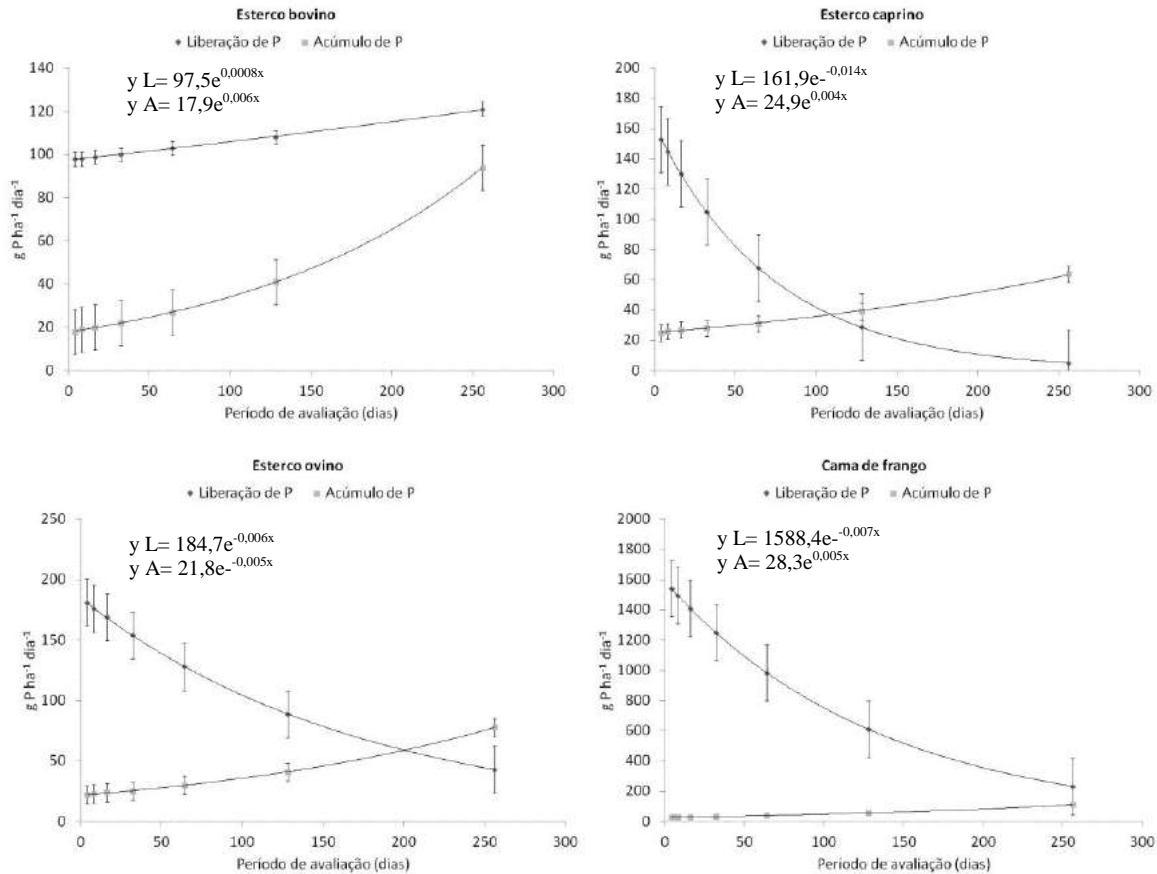 Esterco bovino
Liberação de P Acúmulo de P
y L= 97,5e^0,0008x
y A= 17,9e^0,006x
140
120
100
80
60
40
20
0
g P ha⁻¹ dia⁻¹
0 50 100 150 200 250 300
Período de avaliação (dias)
Esterco caprino
Liberação de P Acúmulo de P
y L= 161,9e-^-0,014x
y A= 24,9e^0,004x
200
180
160
140
120
100
80
60
40
20
0
g P ha⁻¹ dia⁻¹
0 50 100 150 200 250 300
Período de avaliação (dias)
Esterco ovino
Liberação de P Acúmulo de P
y L= 184,7e^-0,006x
y A= 21,8e-^-0,005x
250
200
150
100
50
0
g P ha⁻¹ dia⁻¹
0 50 100 150 200 250 300
Período de avaliação (dias)
Cama de frango
Liberação de P Acúmulo de P
y L= 1588,4e-^-0,007x
y A= 28,3e^0,005x
2000
1800
1600
1400
1200
1000
800
600
400
200
0
g P ha⁻¹ dia⁻¹
0 50 100 150 200 250 300
Período de avaliação (dias)